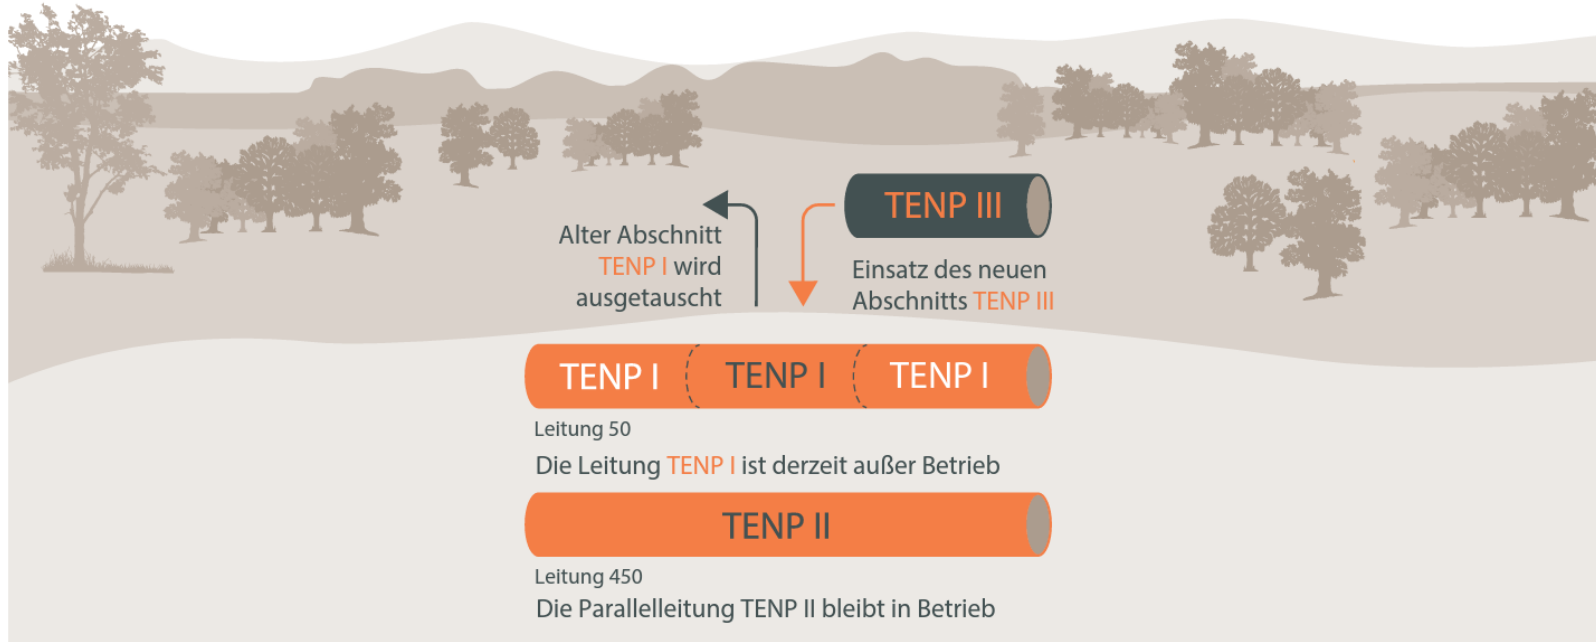 TENP III
Alter Abschnitt
TENP I wird
ausgetauscht
Einsatz des neuen
Abschnitts TENP III
TENP I TENP I TENP I
Leitung 50
Die Leitung TENP I ist derzeit außer Betrieb
TENP II
Leitung 450
Die Parallelleitung TENP II bleibt in Betrieb